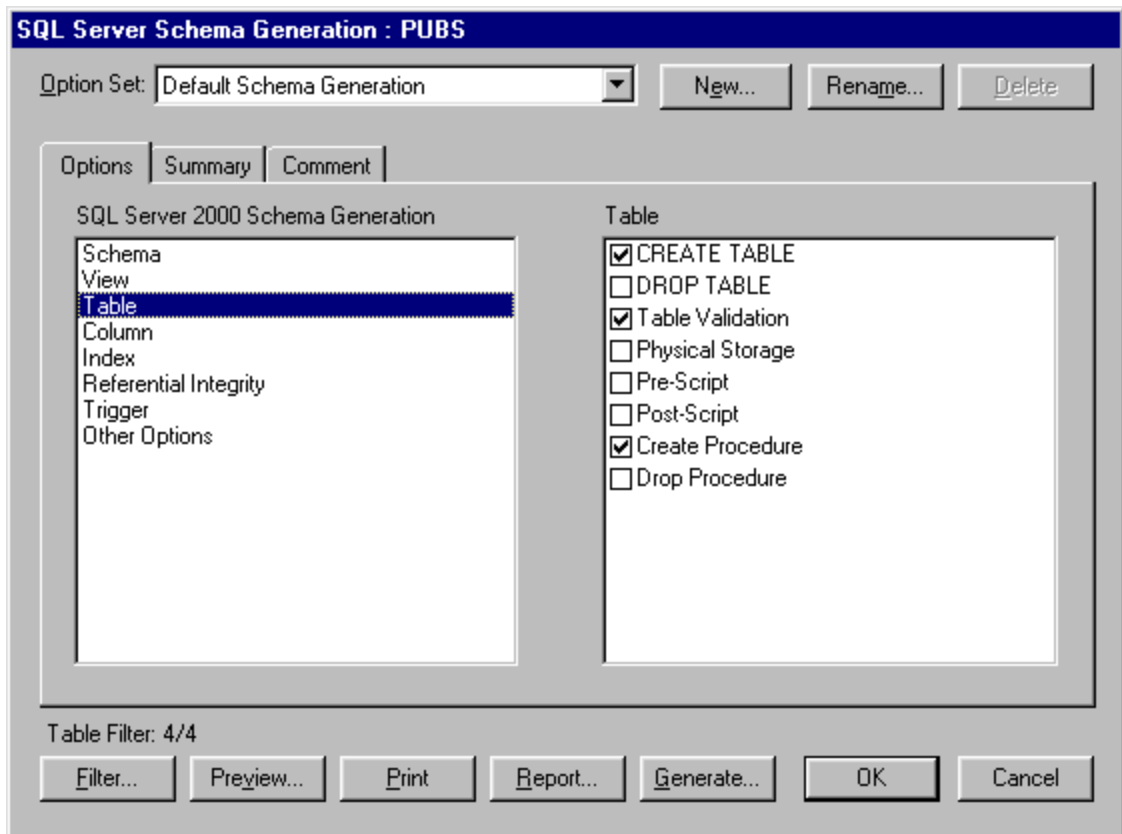 SQL Server Schema Generation : PUBS
Option Set: Default Schema Generation New... Rename... Delete
Options Summary Comment
SQL Server 2000 Schema Generation
Schema
View
Table
Column
Index
Referential Integrity
Trigger
Other Options
Table
CREATE TABLE
DROP TABLE
Table Validation
Physical Storage
Pre-Script
Post-Script
Create Procedure
Drop Procedure
Table Filter: 4/4
Filter... Preview... Print Report... Generate... OK Cancel